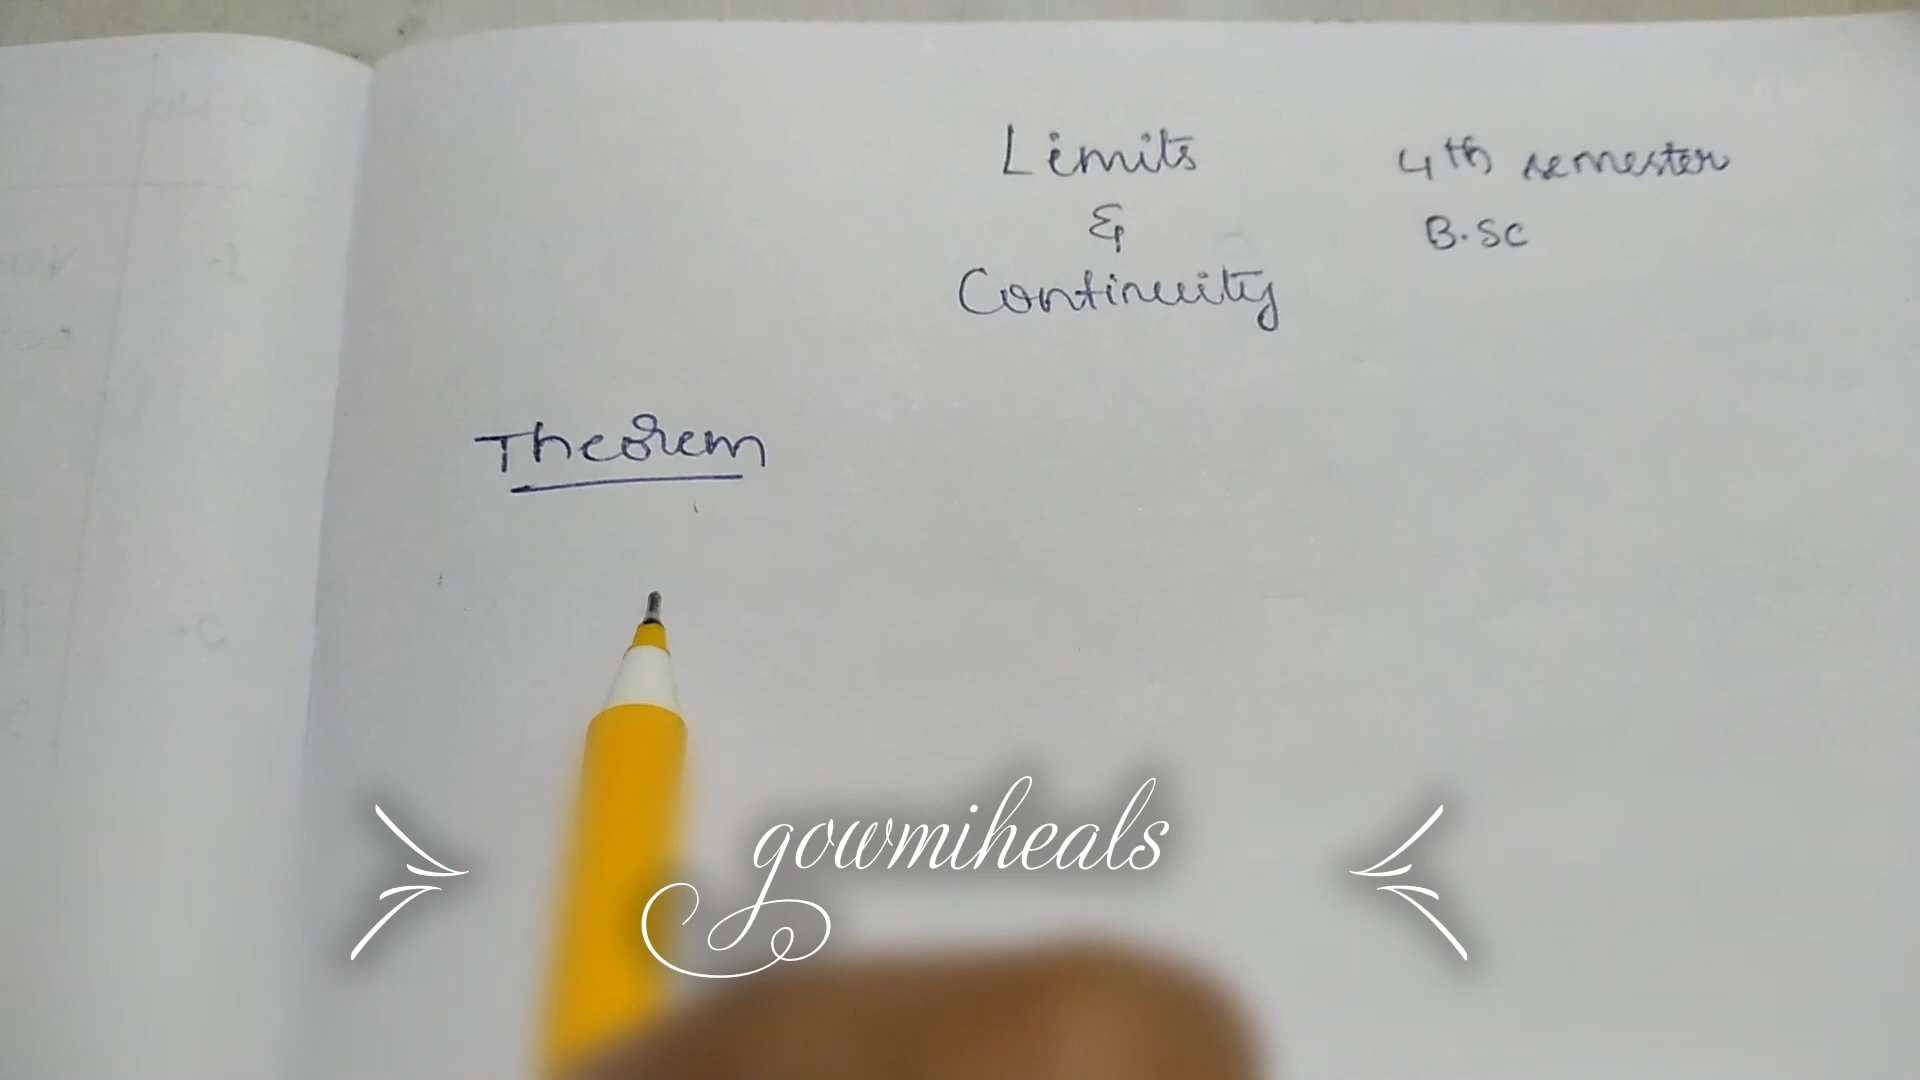 Limits
&
Continuity
4th semester
B.Sc
Theorem
gowmiheals